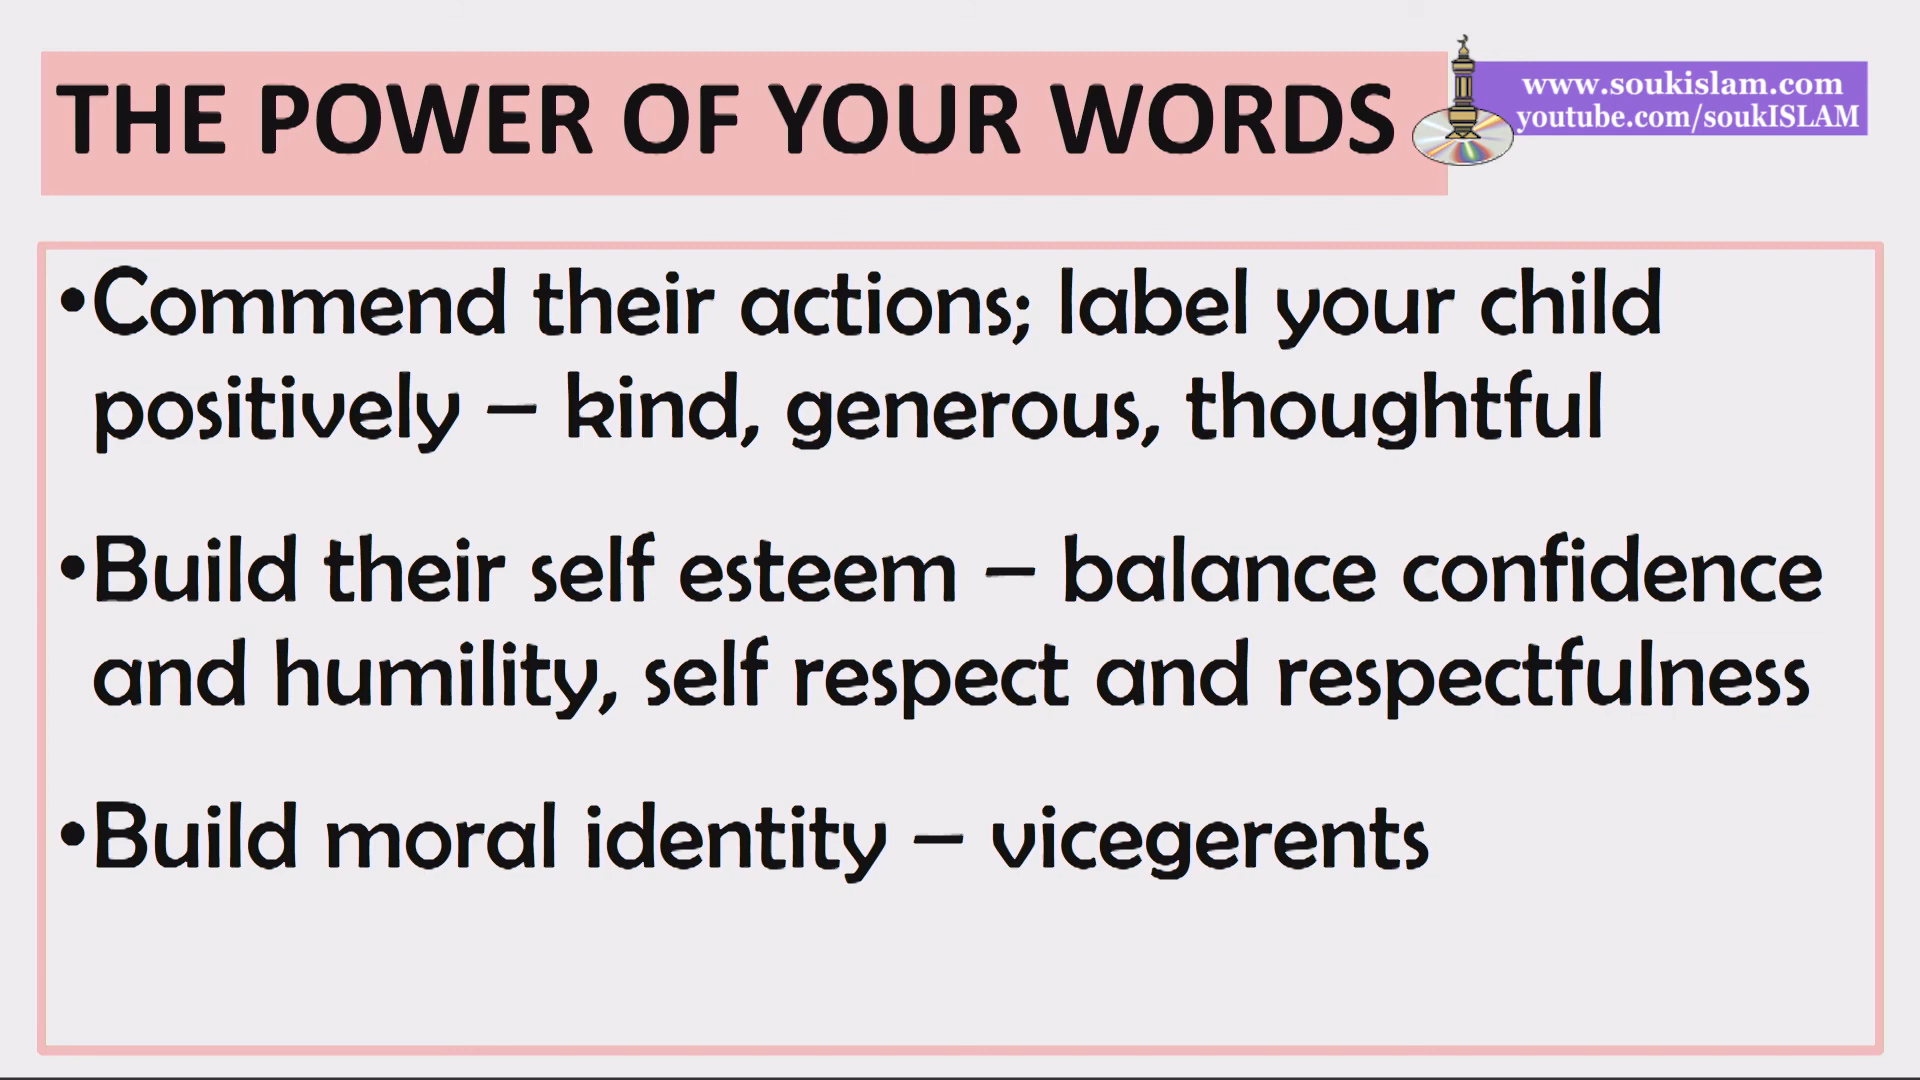 THE POWER OF YOUR WORDS
www.soukislam.com
youtube.com/soukISLAM
•Commend their actions; label your child
positively – kind, generous, thoughtful
•Build their self esteem – balance confidence
and humility, self respect and respectfulness
•Build moral identity – vicegerents